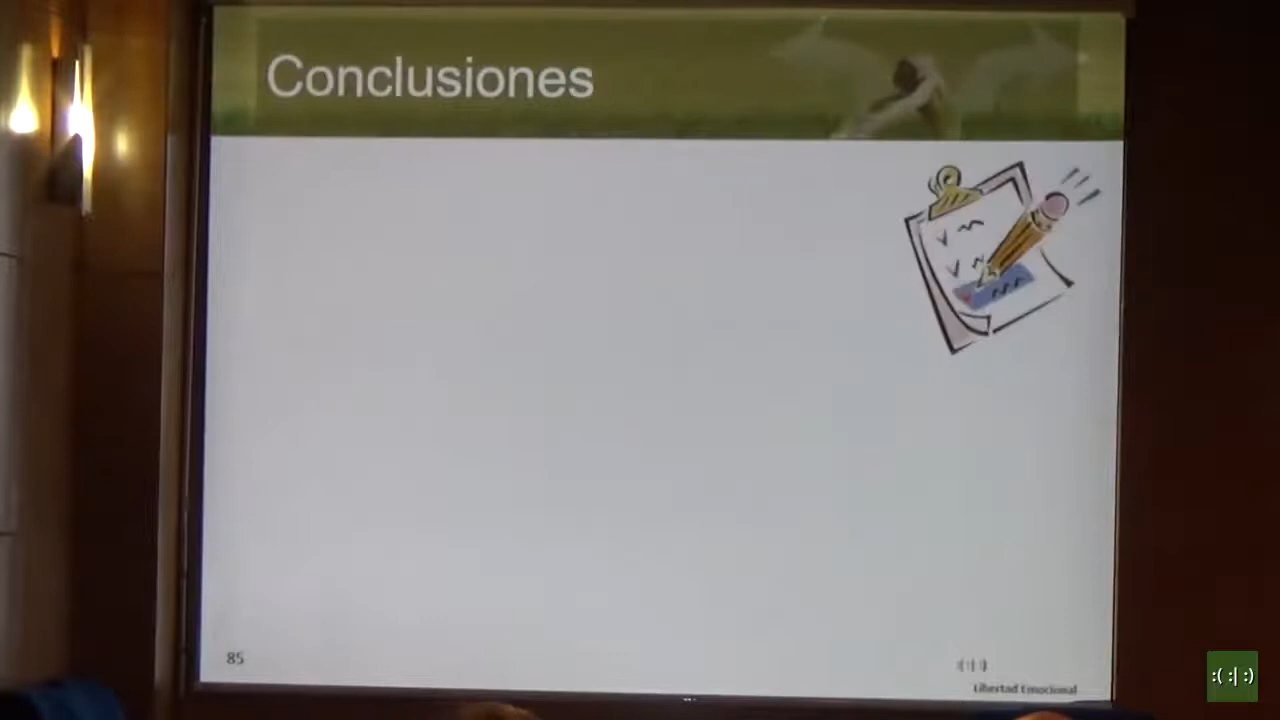 Conclusiones
85
:(:|:)
Libertad Emocional
:( :| :)